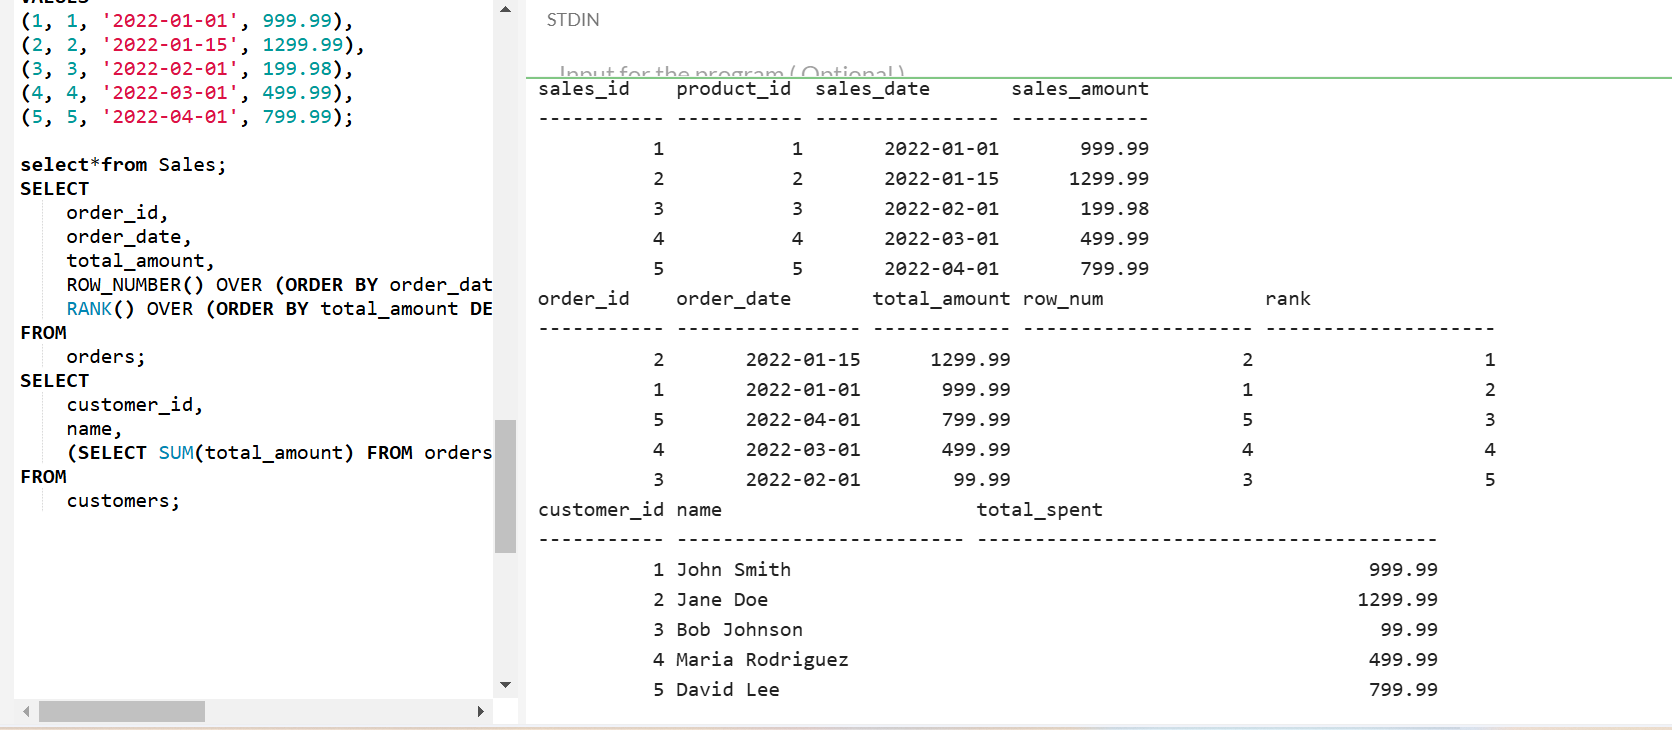 VALUES
(1, 1, '2022-01-01', 999.99),
(2, 2, '2022-01-15', 1299.99),
(3, 3, '2022-02-01', 199.98),
(4, 4, '2022-03-01', 499.99),
(5, 5, '2022-04-01', 799.99);
select*from Sales;
SELECT
order_id,
order_date,
total_amount,
ROW_NUMBER() OVER (ORDER BY order_dat
RANK() OVER (ORDER BY total_amount DE
FROM
orders;
SELECT
customer_id,
name,
(SELECT SUM(total_amount) FROM orders
FROM
customers;
STDIN
Input for the program ( Optional )
sales_id product_id sales_date sales_amount
----------- ----------- ---------------- ------------
1 1 2022-01-01 999.99
2 2 2022-01-15 1299.99
3 3 2022-02-01 199.98
4 4 2022-03-01 499.99
5 5 2022-04-01 799.99
order_id order_date total_amount row_num rank
----------- ---------------- ------------ -------------------- --------------------
2 2022-01-15 1299.99 2 1
1 2022-01-01 999.99 1 2
5 2022-04-01 799.99 5 3
4 2022-03-01 499.99 4 4
3 2022-02-01 99.99 3 5
customer_id name total_spent
----------- ------------------------- ----------------------------------------
1 John Smith 999.99
2 Jane Doe 1299.99
3 Bob Johnson 99.99
4 Maria Rodriguez 499.99
5 David Lee 799.99